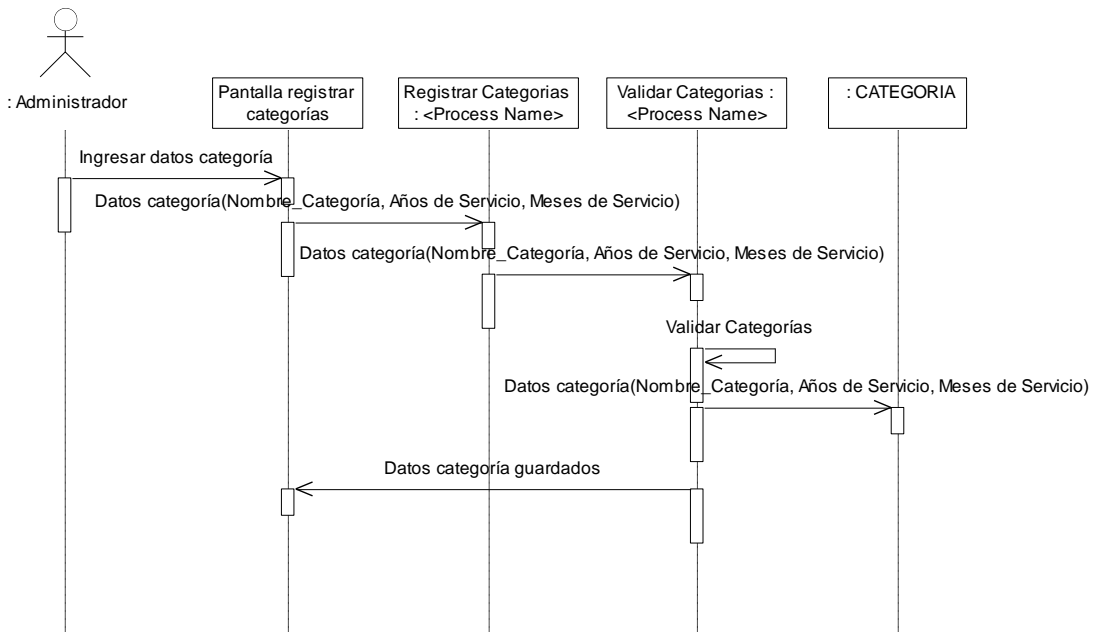 : Administrador
Pantalla registrar
categorías
Registrar Categorias
: <Process Name>
Validar Categorias :
<Process Name>
: CATEGORIA
Ingresar datos categoría
Datos categoría(Nombre_Categoría, Años de Servicio, Meses de Servicio)
Datos categoría(Nombre_Categoría, Años de Servicio, Meses de Servicio)
Validar Categorías
Datos categoría(Nombre_Categoría, Años de Servicio, Meses de Servicio)
Datos categoría guardados